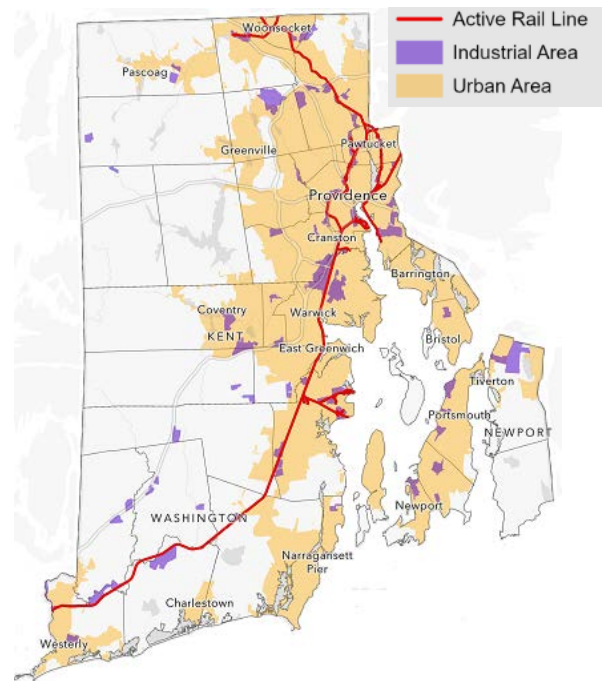 Active Rail Line
Industrial Area
Urban Area
Woonsocket
Pascoag
Greenville
Pawtucket
Providence
Cranston
Barrington
Coventry
Warwick
KENT
Bristol
East Greenwich
Tiverton
Portsmouth
NEWPORT
Newport
WASHINGTON
Narragansett
Pier
Charlestown
Westerly